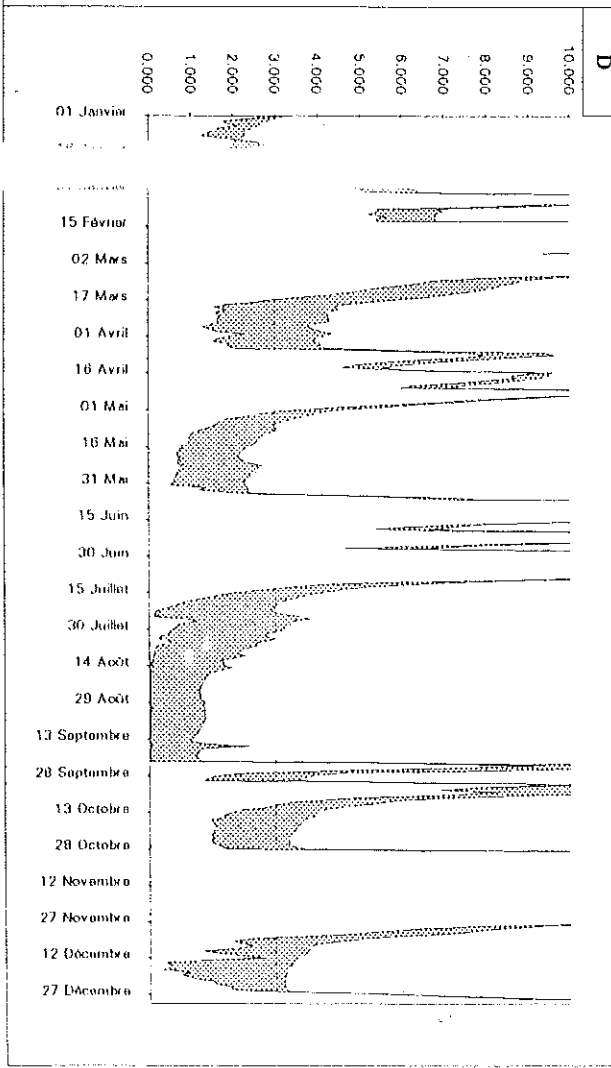 D
10.000
9.000
8.000
7.000
6.000
5.000
4.000
3.000
2.000
1.000
0.000
01 Janvier
15 Février
02 Mars
17 Mars
01 Avril
16 Avril
01 Mai
16 Mai
31 Mai
15 Juin
30 Juin
15 Juillet
30 Juillet
14 Août
29 Août
13 Septembre
28 Septembre
13 Octobre
28 Octobre
12 Novembre
27 Novembre
12 Décembre
27 Décembre